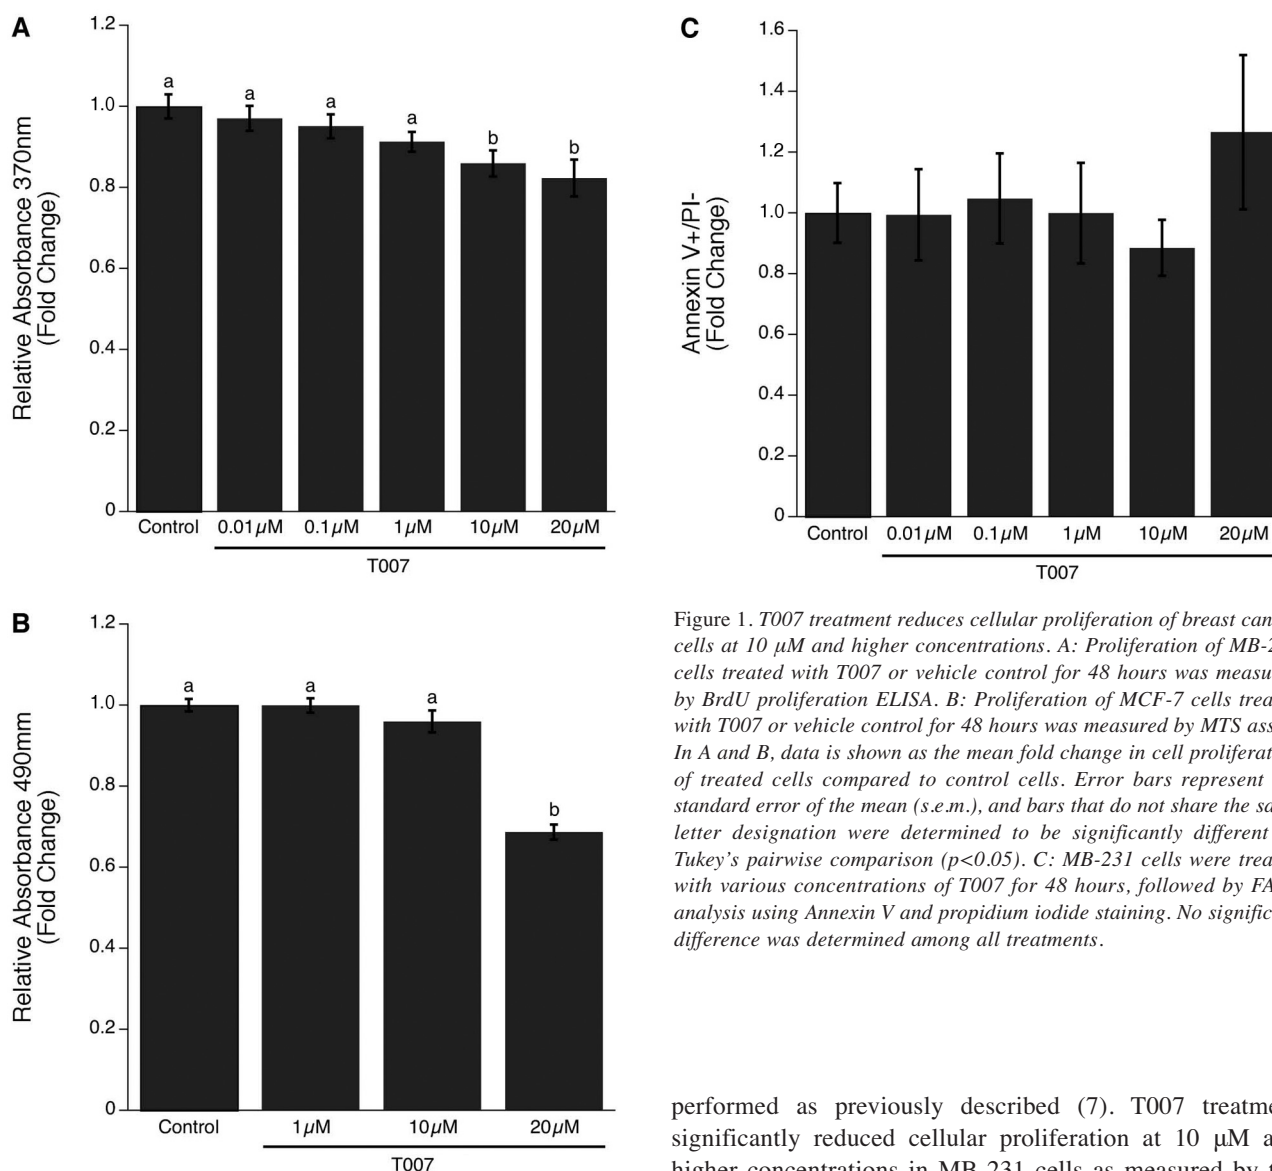 A
1.2
1.0
0.8
0.6
0.4
0.2
0
Relative Absorbance 370nm
(Fold Change)
a
a
a
a
b
b
Control 0.01µM 0.1µM 1µM 10µM 20µM
T007
B
1.2
1.0
0.8
0.6
0.4
0.2
0
Relative Absorbance 490mm
(Fold Change)
a
a
a
b
Control 1µM 10µM 20µM
T007
C
1.6
1.4
1.2
1.0
0.8
0.6
0.4
0.2
0
Annexin V+/PI-
(Fold Change)
Control 0.01µM 0.1µM 1µM 10µM 20µM
T007
Figure 1. T007 treatment reduces cellular proliferation of breast can
cells at 10 µM and higher concentrations. A: Proliferation of MB-2
cells treated with T007 or vehicle control for 48 hours was measu
by BrdU proliferation ELISA. B: Proliferation of MCF-7 cells trea
with T007 or vehicle control for 48 hours was measured by MTS ass
In A and B, data is shown as the mean fold change in cell proliferat
of treated cells compared to control cells. Error bars represent
standard error of the mean (s.e.m.), and bars that do not share the sa
letter designation were determined to be significantly different
Tukey's pairwise comparison (p<0.05). C: MB-231 cells were trea
with various concentrations of T007 for 48 hours, followed by FA
analysis using Annexin V and propidium iodide staining. No signific
difference was determined among all treatments.
performed as previously described (7). T007 treatme
significantly reduced cellular proliferation at 10 µM a
higher concentrations in MB-231 cells as measured by t